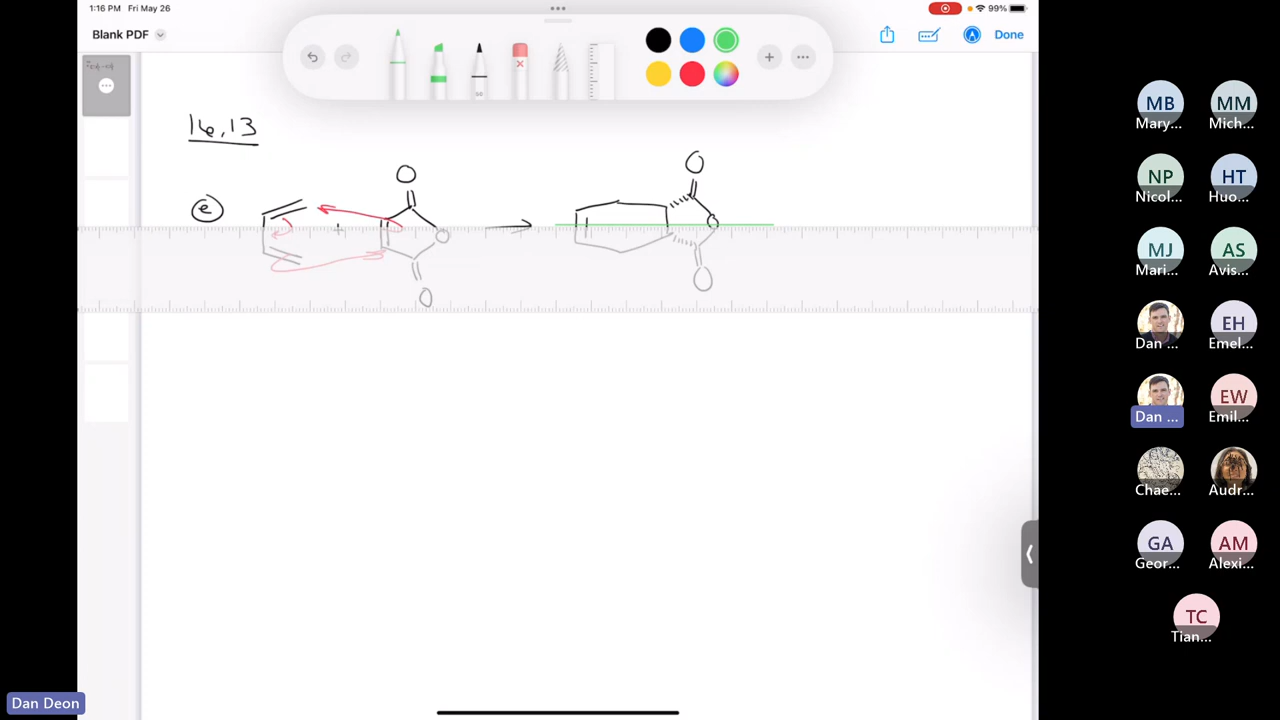 1:16 PM Fri May 26
99%
Blank PDF
Done
16,13
e
O
O
O
O
O
O
MB
Mary...
MM
Mich...
NP
Nicol...
HT
Huo...
MJ
Mari...
AS
Avis...
Dan ...
EH
Emel...
Dan ...
EW
Emil...
Chae...
Audr...
GA
Geor...
AM
Alexi...
TC
Tian...
Dan Deon